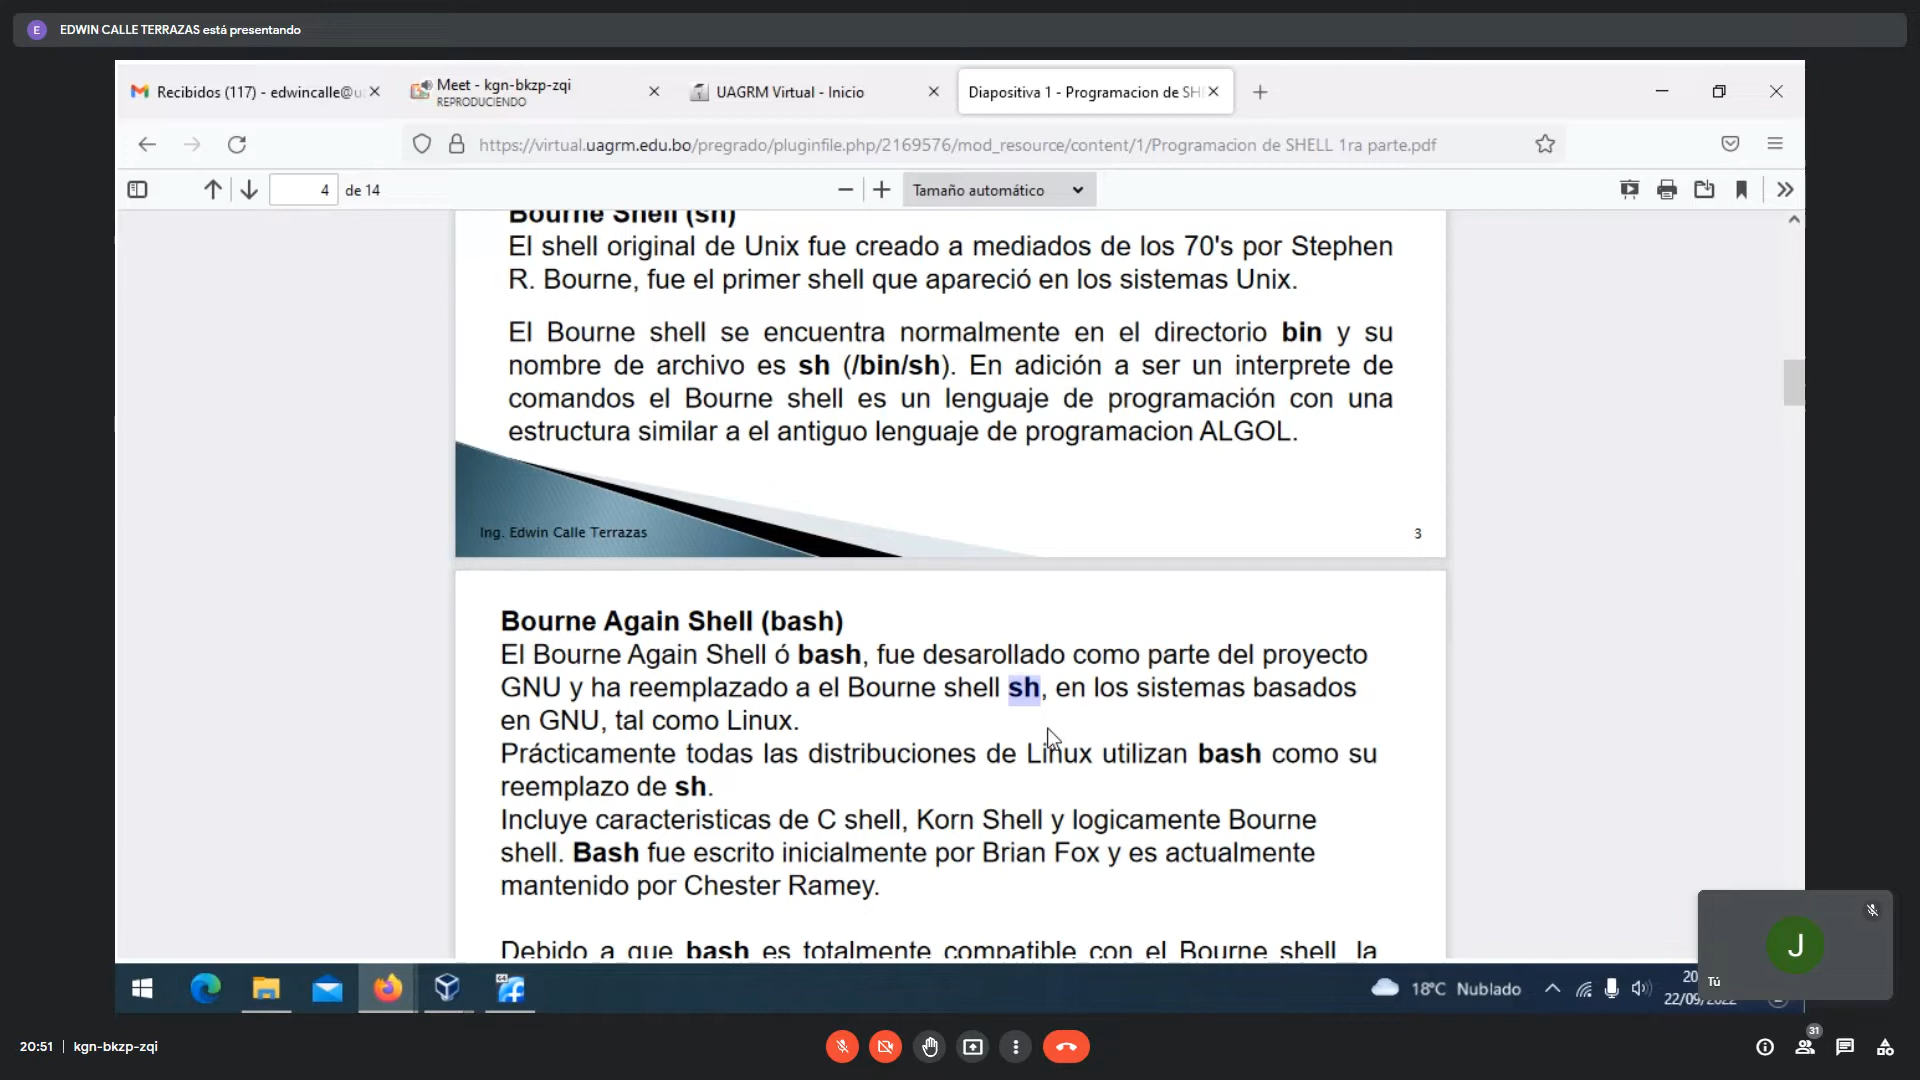 E EDWIN CALLE TERRAZAS está presentando
Recibidos (117) - edwincalle@u
Meet - kgn-bkzp-zqi
REPRODUCIENDO
UAGRM Virtual - Inicio
Diapositiva 1 - Programacion de SH
https://virtual.uagrm.edu.bo/pregrado/pluginfile.php/2169576/mod_resource/content/1/Programacion de SHELL 1ra parte.pdf
4 de 14
Tamaño automático
Bourne Shell (sh)
El shell original de Unix fue creado a mediados de los 70's por Stephen
R. Bourne, fue el primer shell que apareció en los sistemas Unix.
El Bourne shell se encuentra normalmente en el directorio bin y su
nombre de archivo es sh (/bin/sh). En adición a ser un interprete de
comandos el Bourne shell es un lenguaje de programación con una
estructura similar a el antiguo lenguaje de programacion ALGOL.
Ing. Edwin Calle Terrazas
3
Bourne Again Shell (bash)
El Bourne Again Shell ó bash, fue desarollado como parte del proyecto
GNU y ha reemplazado a el Bourne shell sh, en los sistemas basados
en GNU, tal como Linux.
Prácticamente todas las distribuciones de Linux utilizan bash como su
reemplazo de sh.
Incluye caracteristicas de C shell, Korn Shell y logicamente Bourne
shell. Bash fue escrito inicialmente por Brian Fox y es actualmente
mantenido por Chester Ramey.
Debido a que bash es totalmente compatible con el Bourne shell, la
J
Tú
64
18°C Nublado
20
22/09/2022
20:51 | kgn-bkzp-zqi
31